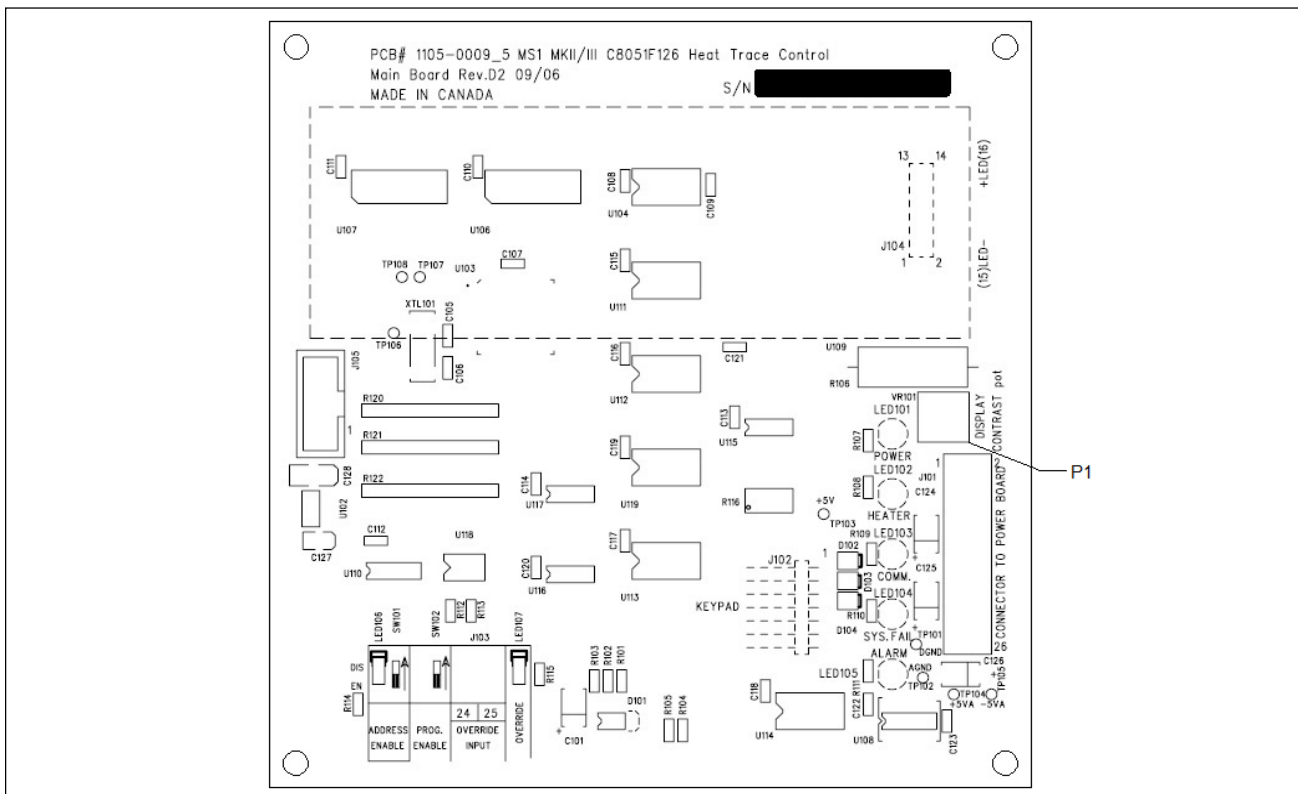 PCB# 1105-0009_5 MS1 MKII/III C8051F126 Heat Trace Control
Main Board Rev.D2 09/06
MADE IN CANADA
S/N
C111
C110
C108
C109
U107
U106
U104
13 14
+LED(16)
J104
1 2
(15)LED-
TP108 TP107
U103
C107
C115
U111
XTL101
C105
TP106
C106
J105
1
C116
U112
C121
U109
R106
VR101
DISPLAY
CONTRAST pot
P1
R120
R121
R122
C128
U102
C127
C112
U110
U118
C114
U117
C120
U116
C119
U119
C117
U113
C113
U115
R116
+5V
TP103
LED101
R107
POWER
LED102
R108
HEATER
R109
LED103
COMM.
LED104
R110
SYS.FAIL
ALARM
LED105
R111
J101
1 2
C124
+
C125
+
26
CONNECTOR TO POWER BOARD
D102
D103
D104
J102
1
KEYPAD
TP101
DGND
AGND
TP102
C126
+
TP105
TP104
+5VA -5VA
C122
U108
C123
C118
U114
R112
R113
LED106
SW101
SW102
J103
LED107
DIS
EN
R114
R115
24 25
ADDRESS
ENABLE
PROG.
ENABLE
OVERRIDE
INPUT
OVERRIDE
R103
R102
R101
D101
+
C101
R105
R104